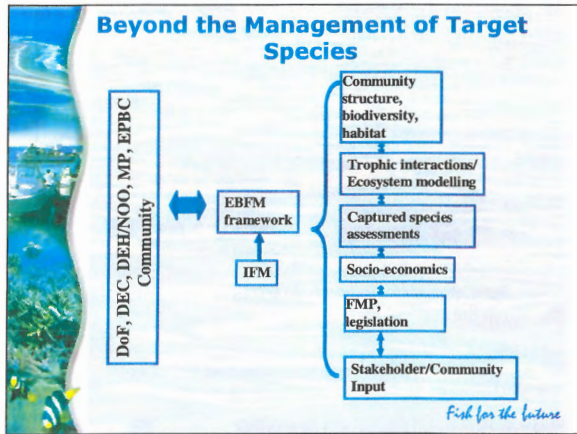 Beyond the Management of Target
Species
DoF, DEC, DEH/NOO, MP, EPBC
Community
EBFM
framework
IFM
Community
structure,
biodiversity,
habitat
Trophic interactions/
Ecosystem modelling
Captured species
assessments
Socio-economics
FMP,
legislation
Stakeholder/Community
Input
Fish for the future